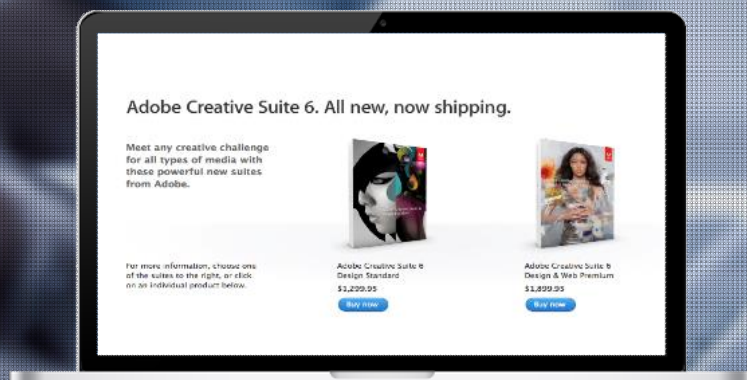 Adobe Creative Suite 6. All new, now shipping.
Meet any creative challenge
for all types of media with
these powerful new suites
from Adobe.
For more information, choose one
of the suites to the right, or click
on an individual product below.
Adobe Creative Suite 6
Design Standard
$1,299.95
Buy now
Adobe Creative Suite 6
Design & Web Premium
$1,899.95
Buy now